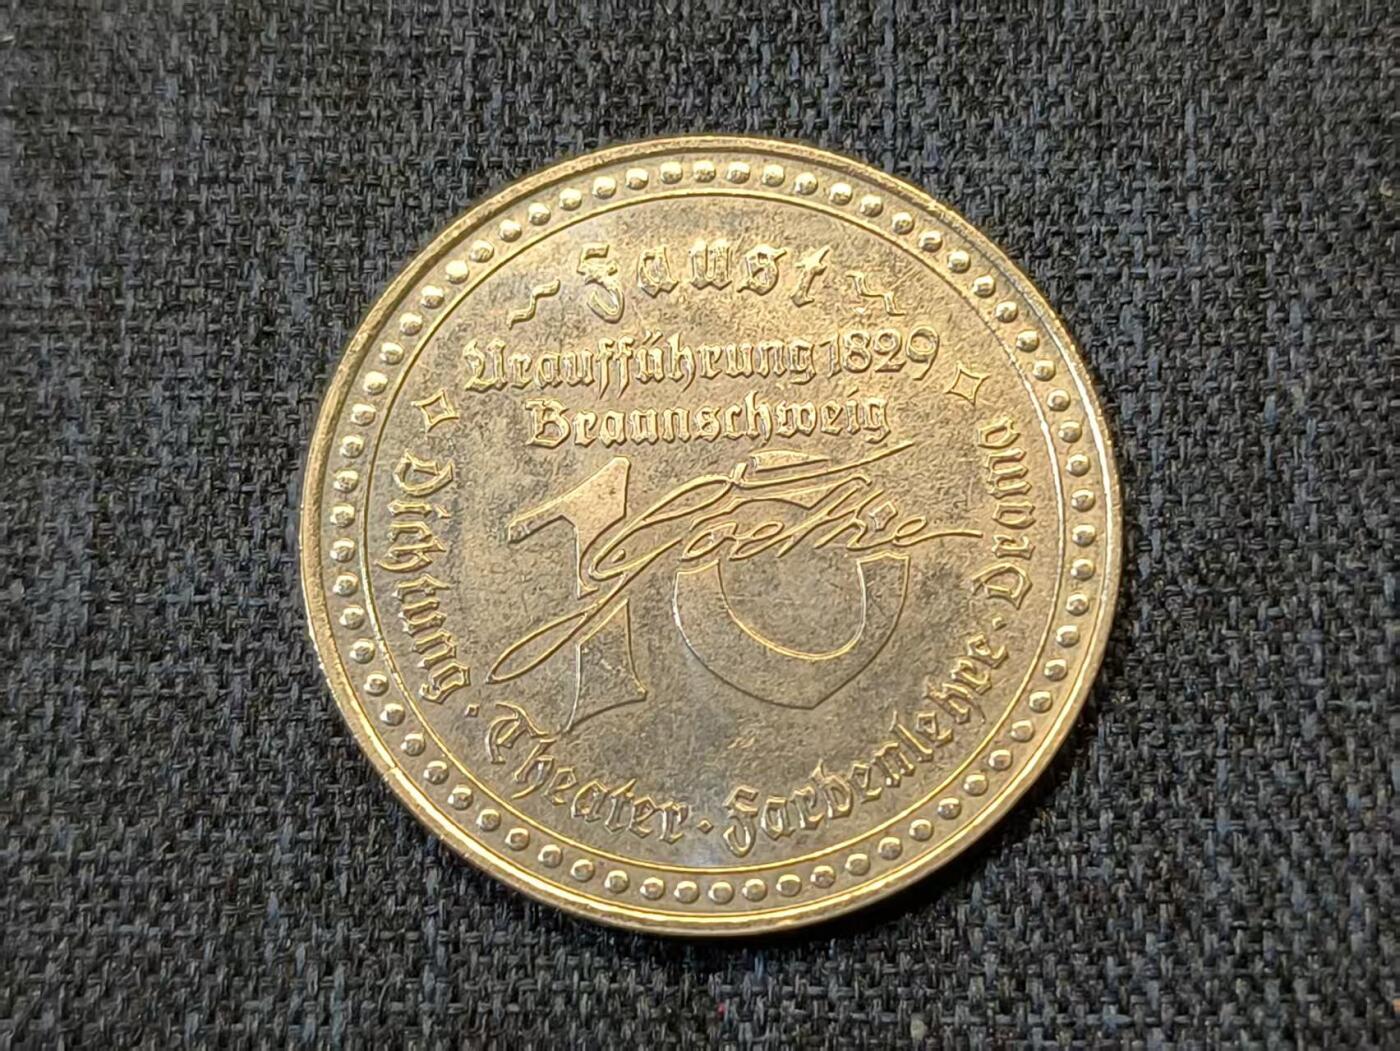 ~ Faust ~
Uraufführung 1829
Braunschweig
10
Goethe
Dichtung · Theater · Farbenlehre · Drama